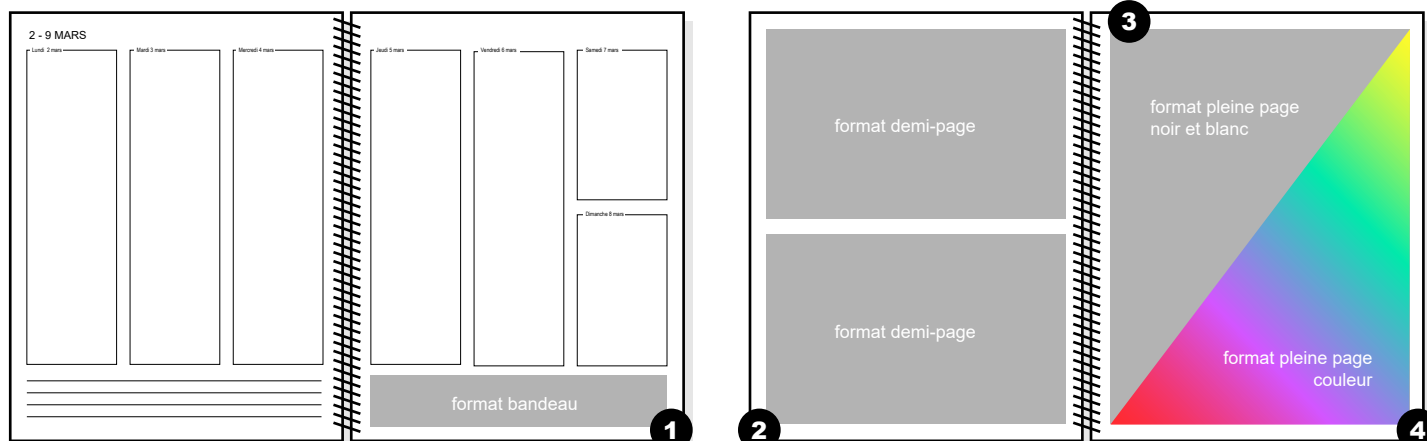 2 - 9 MARS
Lundi 2 mars
Mardi 3 mars
Mercredi 4 mars
Jeudi 5 mars
Vendredi 6 mars
Samedi 7 mars
Dimanche 8 mars
format bandeau
1
format demi-page
format demi-page
2
3
format pleine page
noir et blanc
format pleine page
couleur
4